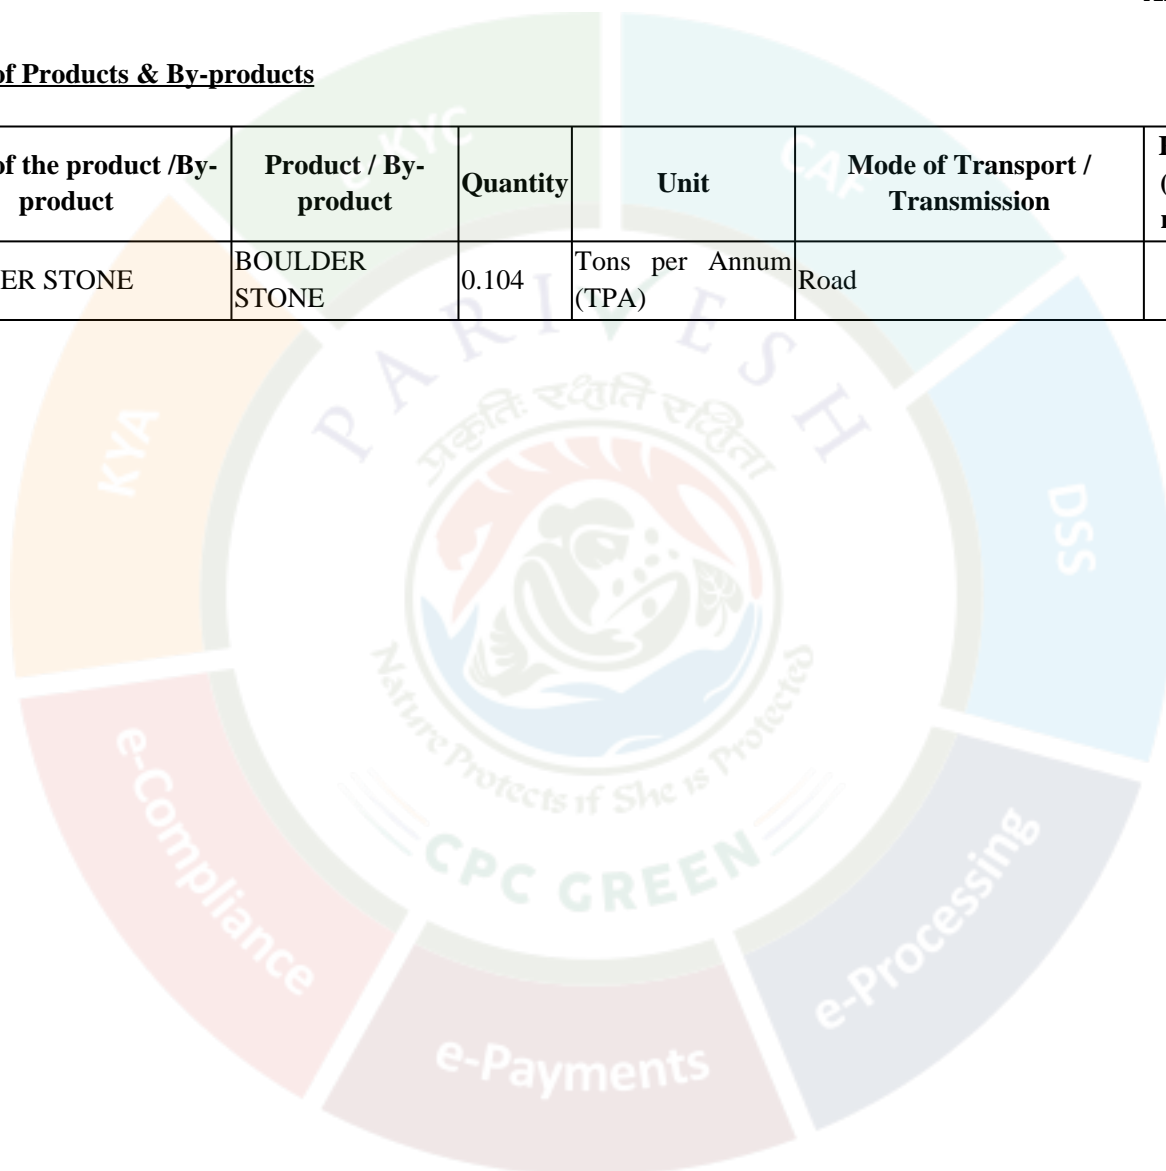 of Products & By-products
of the product /By-
product
Product / By-
product
Quantity
Unit
Mode of Transport /
Transmission
ER STONE
BOULDER
STONE
0.104
Tons per Annum
(TPA)
Road
KYC
CAF
KYA
DSS
PARIVESH
प्रकृतिः रक्षति रक्षिता
Nature Protects if She is Protected
CPC GREEN
e-Compliance
e-Processing
e-Payments